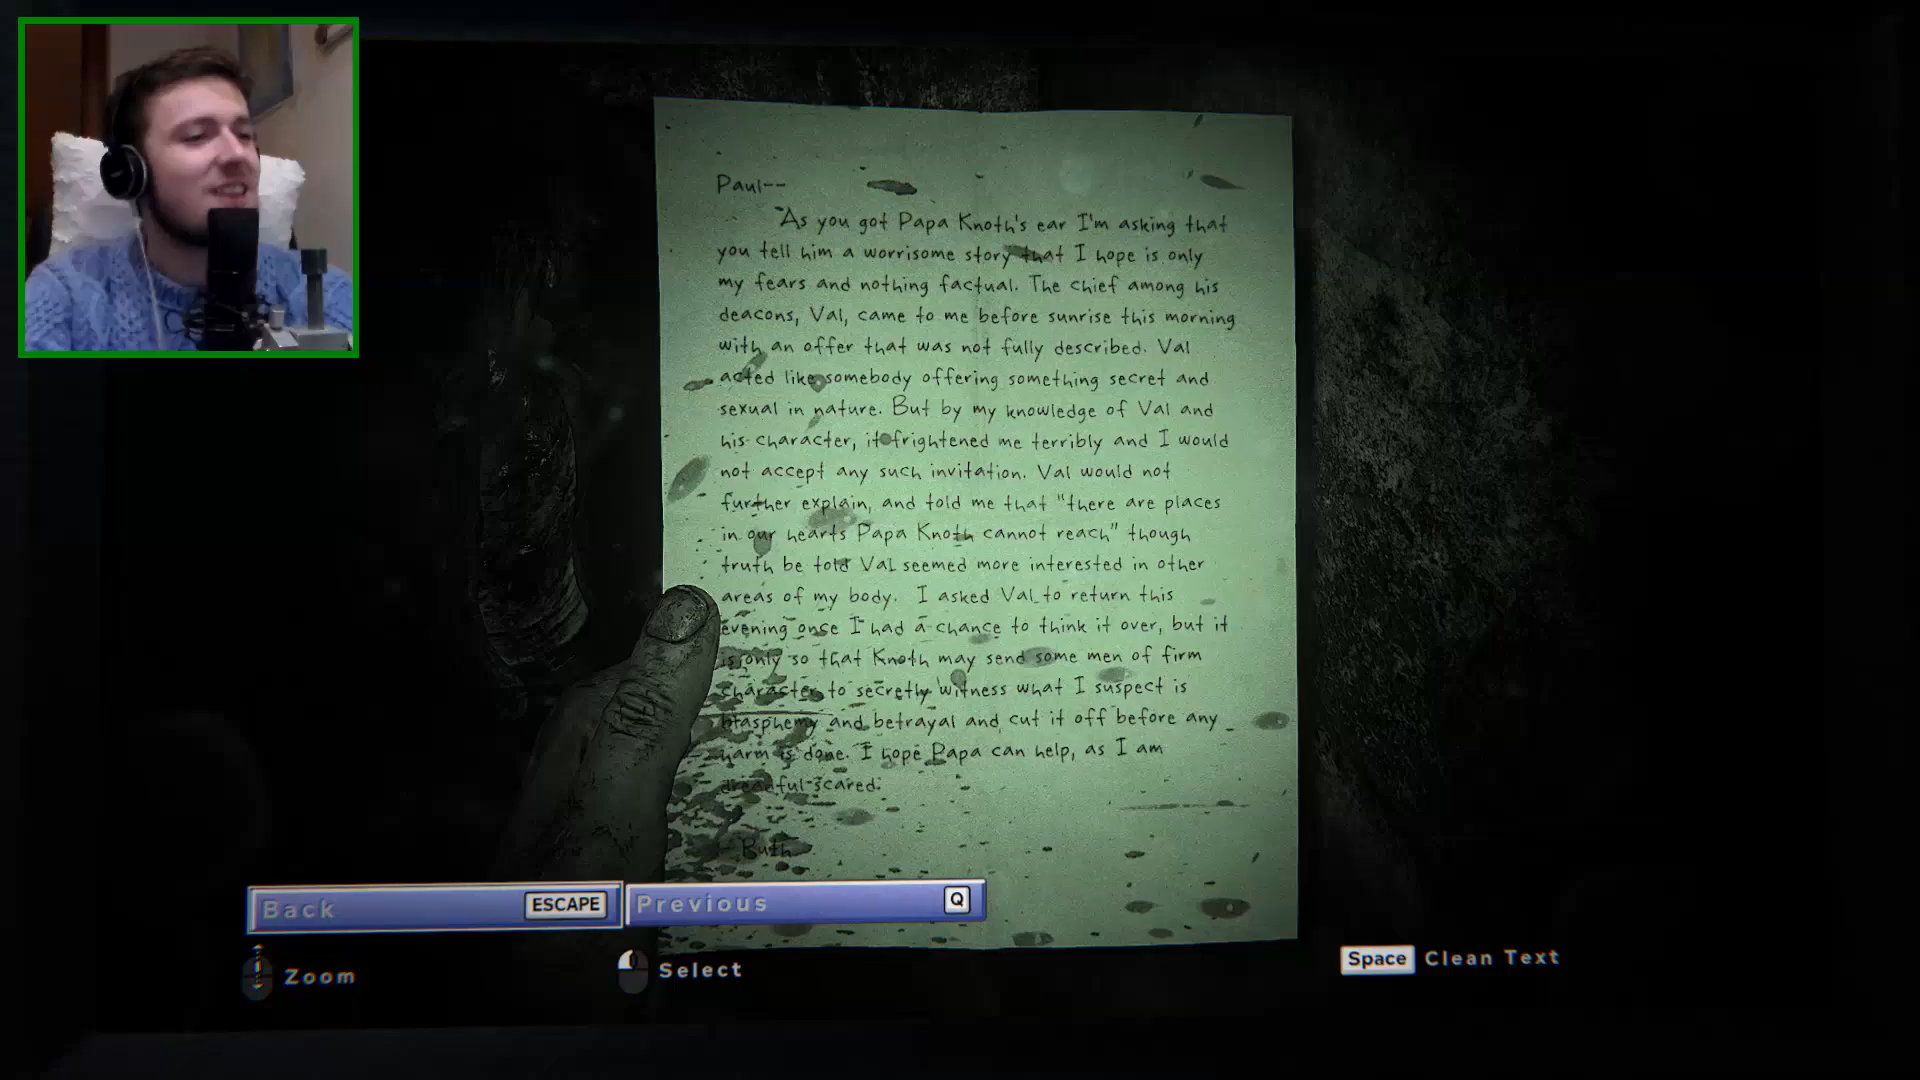 Paul--
As you got Papa Knoth's ear I'm asking that
you tell him a worrisome story that I hope is only
my fears and nothing factual. The chief among his
deacons, Val, came to me before sunrise this morning
with an offer that was not fully described. Val
acted like somebody offering something secret and
sexual in nature. But by my knowledge of Val and
his character, it frightened me terribly and I would
not accept any such invitation. Val would not
further explain, and told me that "there are places
in our hearts Papa Knoth cannot reach" though
truth be told Val seemed more interested in other
areas of my body. I asked Val to return this
evening once I had a chance to think it over, but it
is only so that Knoth may send some men of firm
character to secretly witness what I suspect is
blasphemy and betrayal and cut it off before any
harm is done. I hope Papa can help, as I am
dreadful scared.
Ruth
Back ESCAPE Previous Q
Zoom Select Space Clean Text